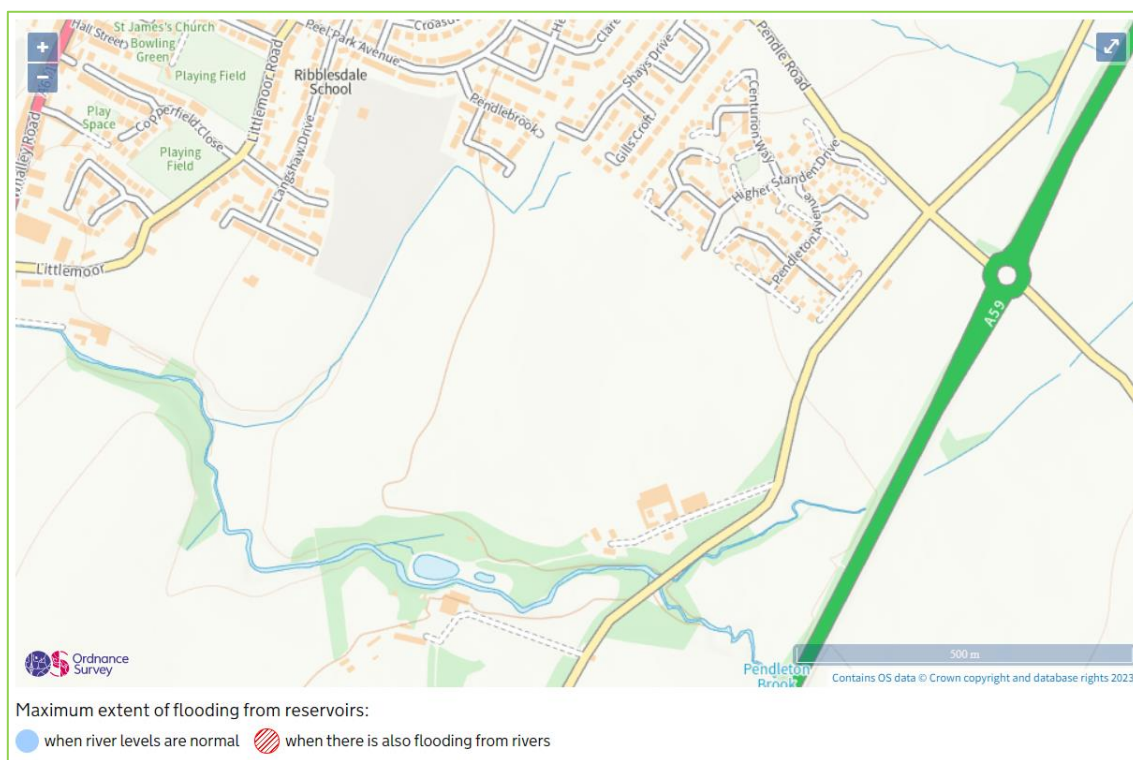 St James's Church
Bowling
Green
Hall Street
Playing Field
Littlemoor Road
Peel Park Avenue
Ribblesdale
School
Clare
Shays Drive
Pendle Road
Play
Space
Copperfield Close
Playing
Field
Whalley Road
Langshaw Drive
Pendlebrook
Gills Croft
Centurion Way
Higher Standen Drive
Pendleton Avenue
Littlemoor
A59
Ordnance
Survey
500 m
Pendleton
Brook
Contains OS data © Crown copyright and database rights 2023
Maximum extent of flooding from reservoirs:
when river levels are normal
when there is also flooding from rivers